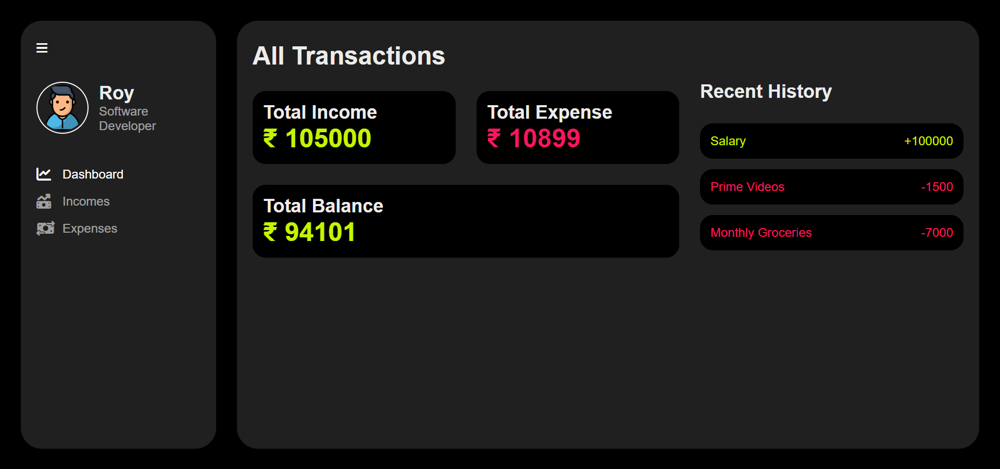 Roy
Software
Developer
Dashboard
Incomes
Expenses
All Transactions
Total Income
₹ 105000
Total Expense
₹ 10899
Total Balance
₹ 94101
Recent History
Salary +100000
Prime Videos -1500
Monthly Groceries -7000